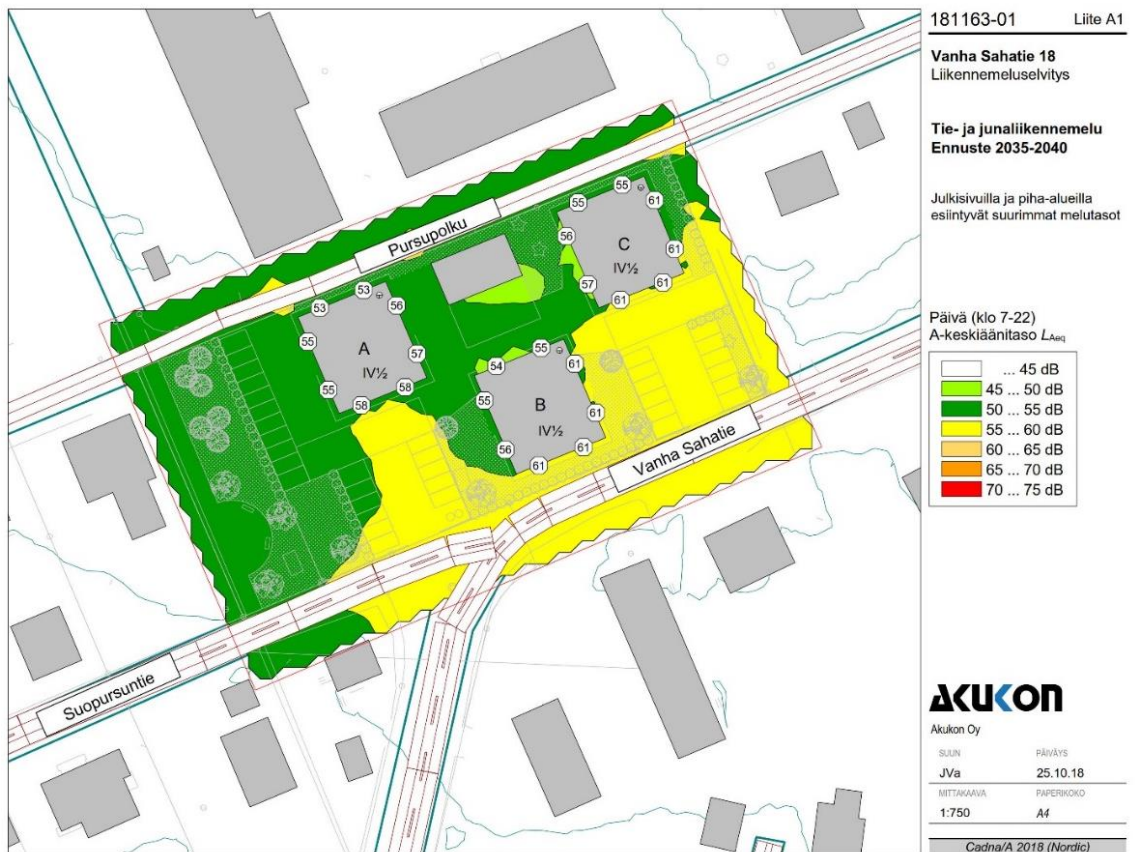 181163-01 Liite A1
Vanha Sahatie 18
Liikennemeluselvitys
Tie- ja junaliikennemelu
Ennuste 2035-2040
Julkisivuilla ja piha-alueilla
esiintyvät suurimmat melutasot
Päivä (klo 7-22)
A-keskiäänitaso LAeq
... 45 dB
45 ... 50 dB
50 ... 55 dB
55 ... 60 dB
60 ... 65 dB
65 ... 70 dB
70 ... 75 dB
Pursupolku
55
55 61
56 C 61
IV½
57 61
61
53
53 56
55 A 57
IV½
55 58
58
55
54 61
55 B 61
IV½
56 61
61
Vanha Sahatie
Suopursuntie
AKUKON
Akukon Oy
SUUN PÄIVÄYS
JVa 25.10.18
MITTAKAAVA PAPERIKOKO
1:750 A4
Cadna/A 2018 (Nordic)